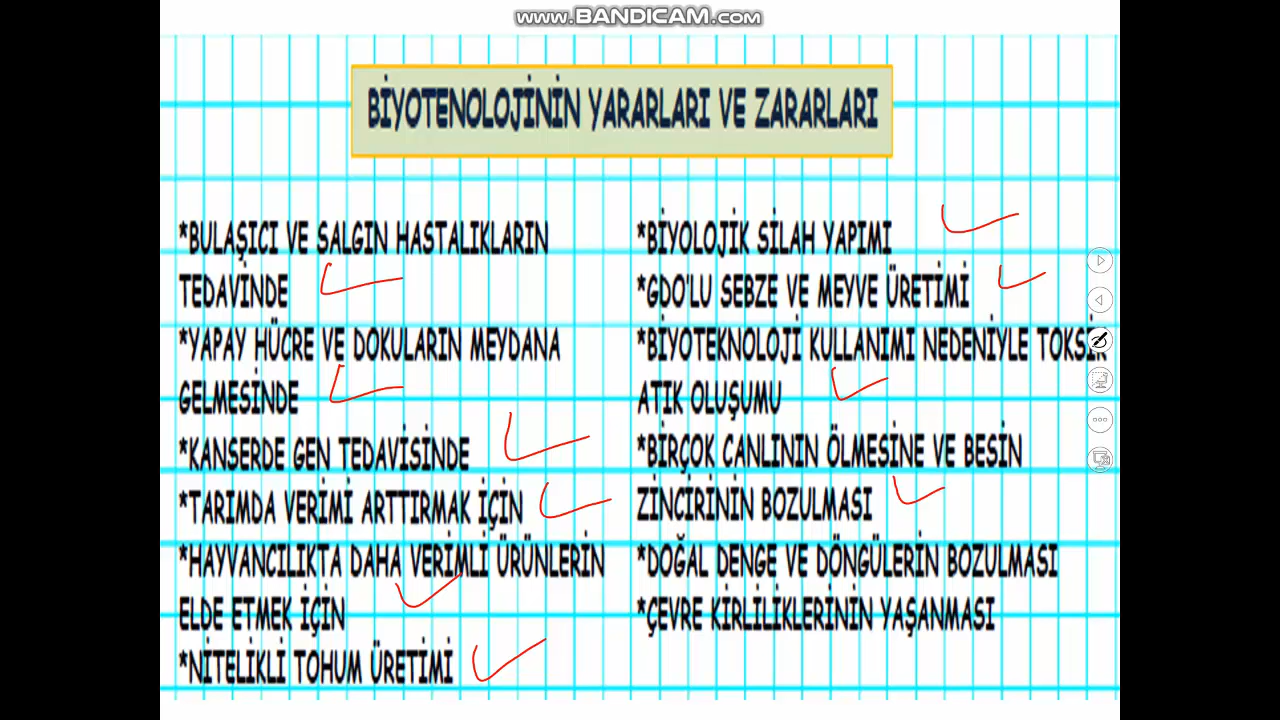 www.BANDICAM.com
BİYOTENOLOJİNİN YARARLARI VE ZARARLARI
*BULAŞICI VE SALGIN HASTALIKLARIN
TEDAVİNDE
*YAPAY HÜCRE VE DOKULARIN MEYDANA
GELMESİNDE
*KANSERDE GEN TEDAVİSİNDE
*TARIMDA VERİMİ ARTTIRMAK İÇİN
*HAYVANCILIKTA DAHA VERİMLİ ÜRÜNLERİN
ELDE ETMEK İÇİN
*NİTELİKLİ TOHUM ÜRETİMİ
*BİYOLOJİK SİLAH YAPIMI
*GDO'LU SEBZE VE MEYVE ÜRETİMİ
*BİYOTEKNOLOJİ KULLANIMI NEDENİYLE TOKSİK
ATIK OLUŞUMU
*BİRÇOK CANLININ ÖLMESİNE VE BESİN
ZİNCİRİNİN BOZULMASI
*DOĞAL DENGE VE DÖNGÜLERİN BOZULMASI
*ÇEVRE KİRLİLİKLERİNİN YAŞANMASI